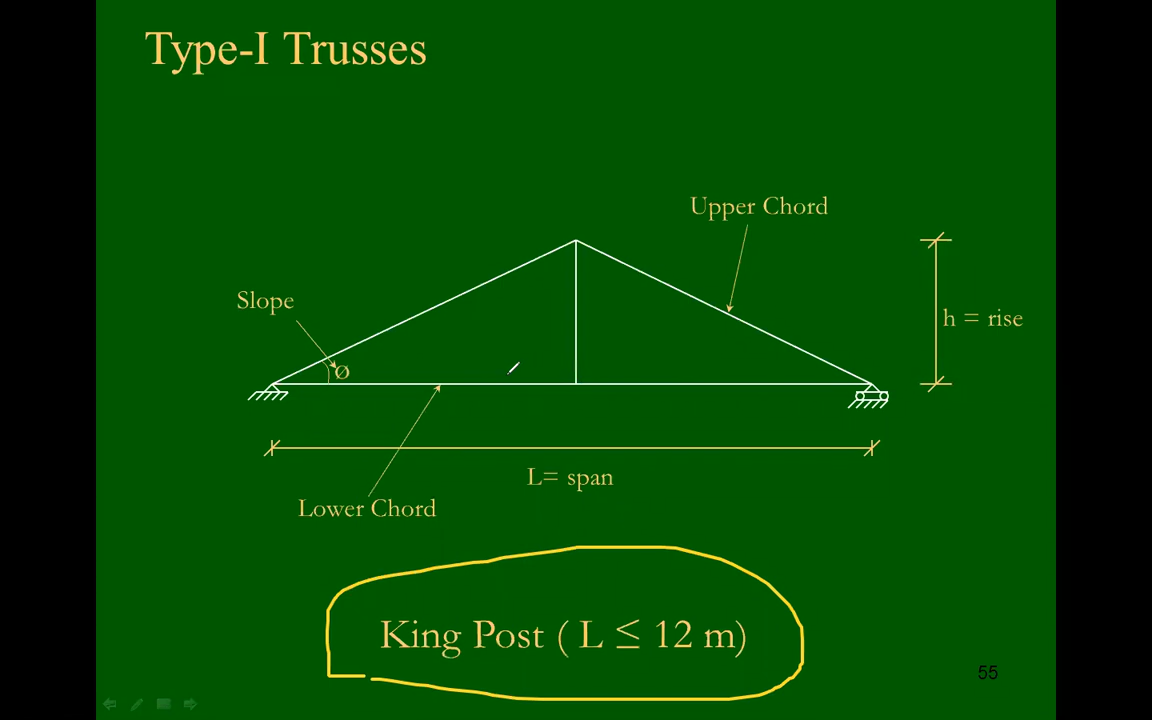 Type-I Trusses
Upper Chord
Slope
h = rise
Ø
L= span
Lower Chord
King Post ( L ≤ 12 m)
55